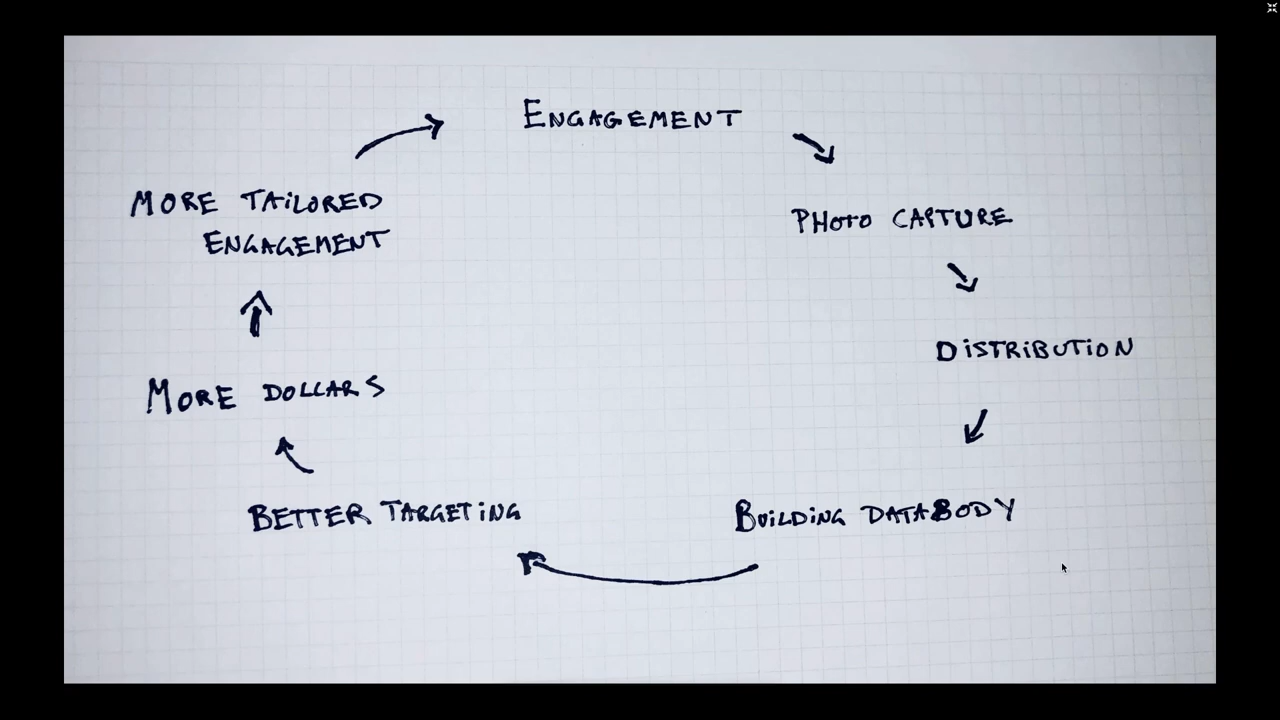 ENGAGEMENT
PHOTO CAPTURE
DISTRIBUTION
BUILDING DATABODY
BETTER TARGETING
MORE DOLLARS
MORE TAILORED
ENGAGEMENT